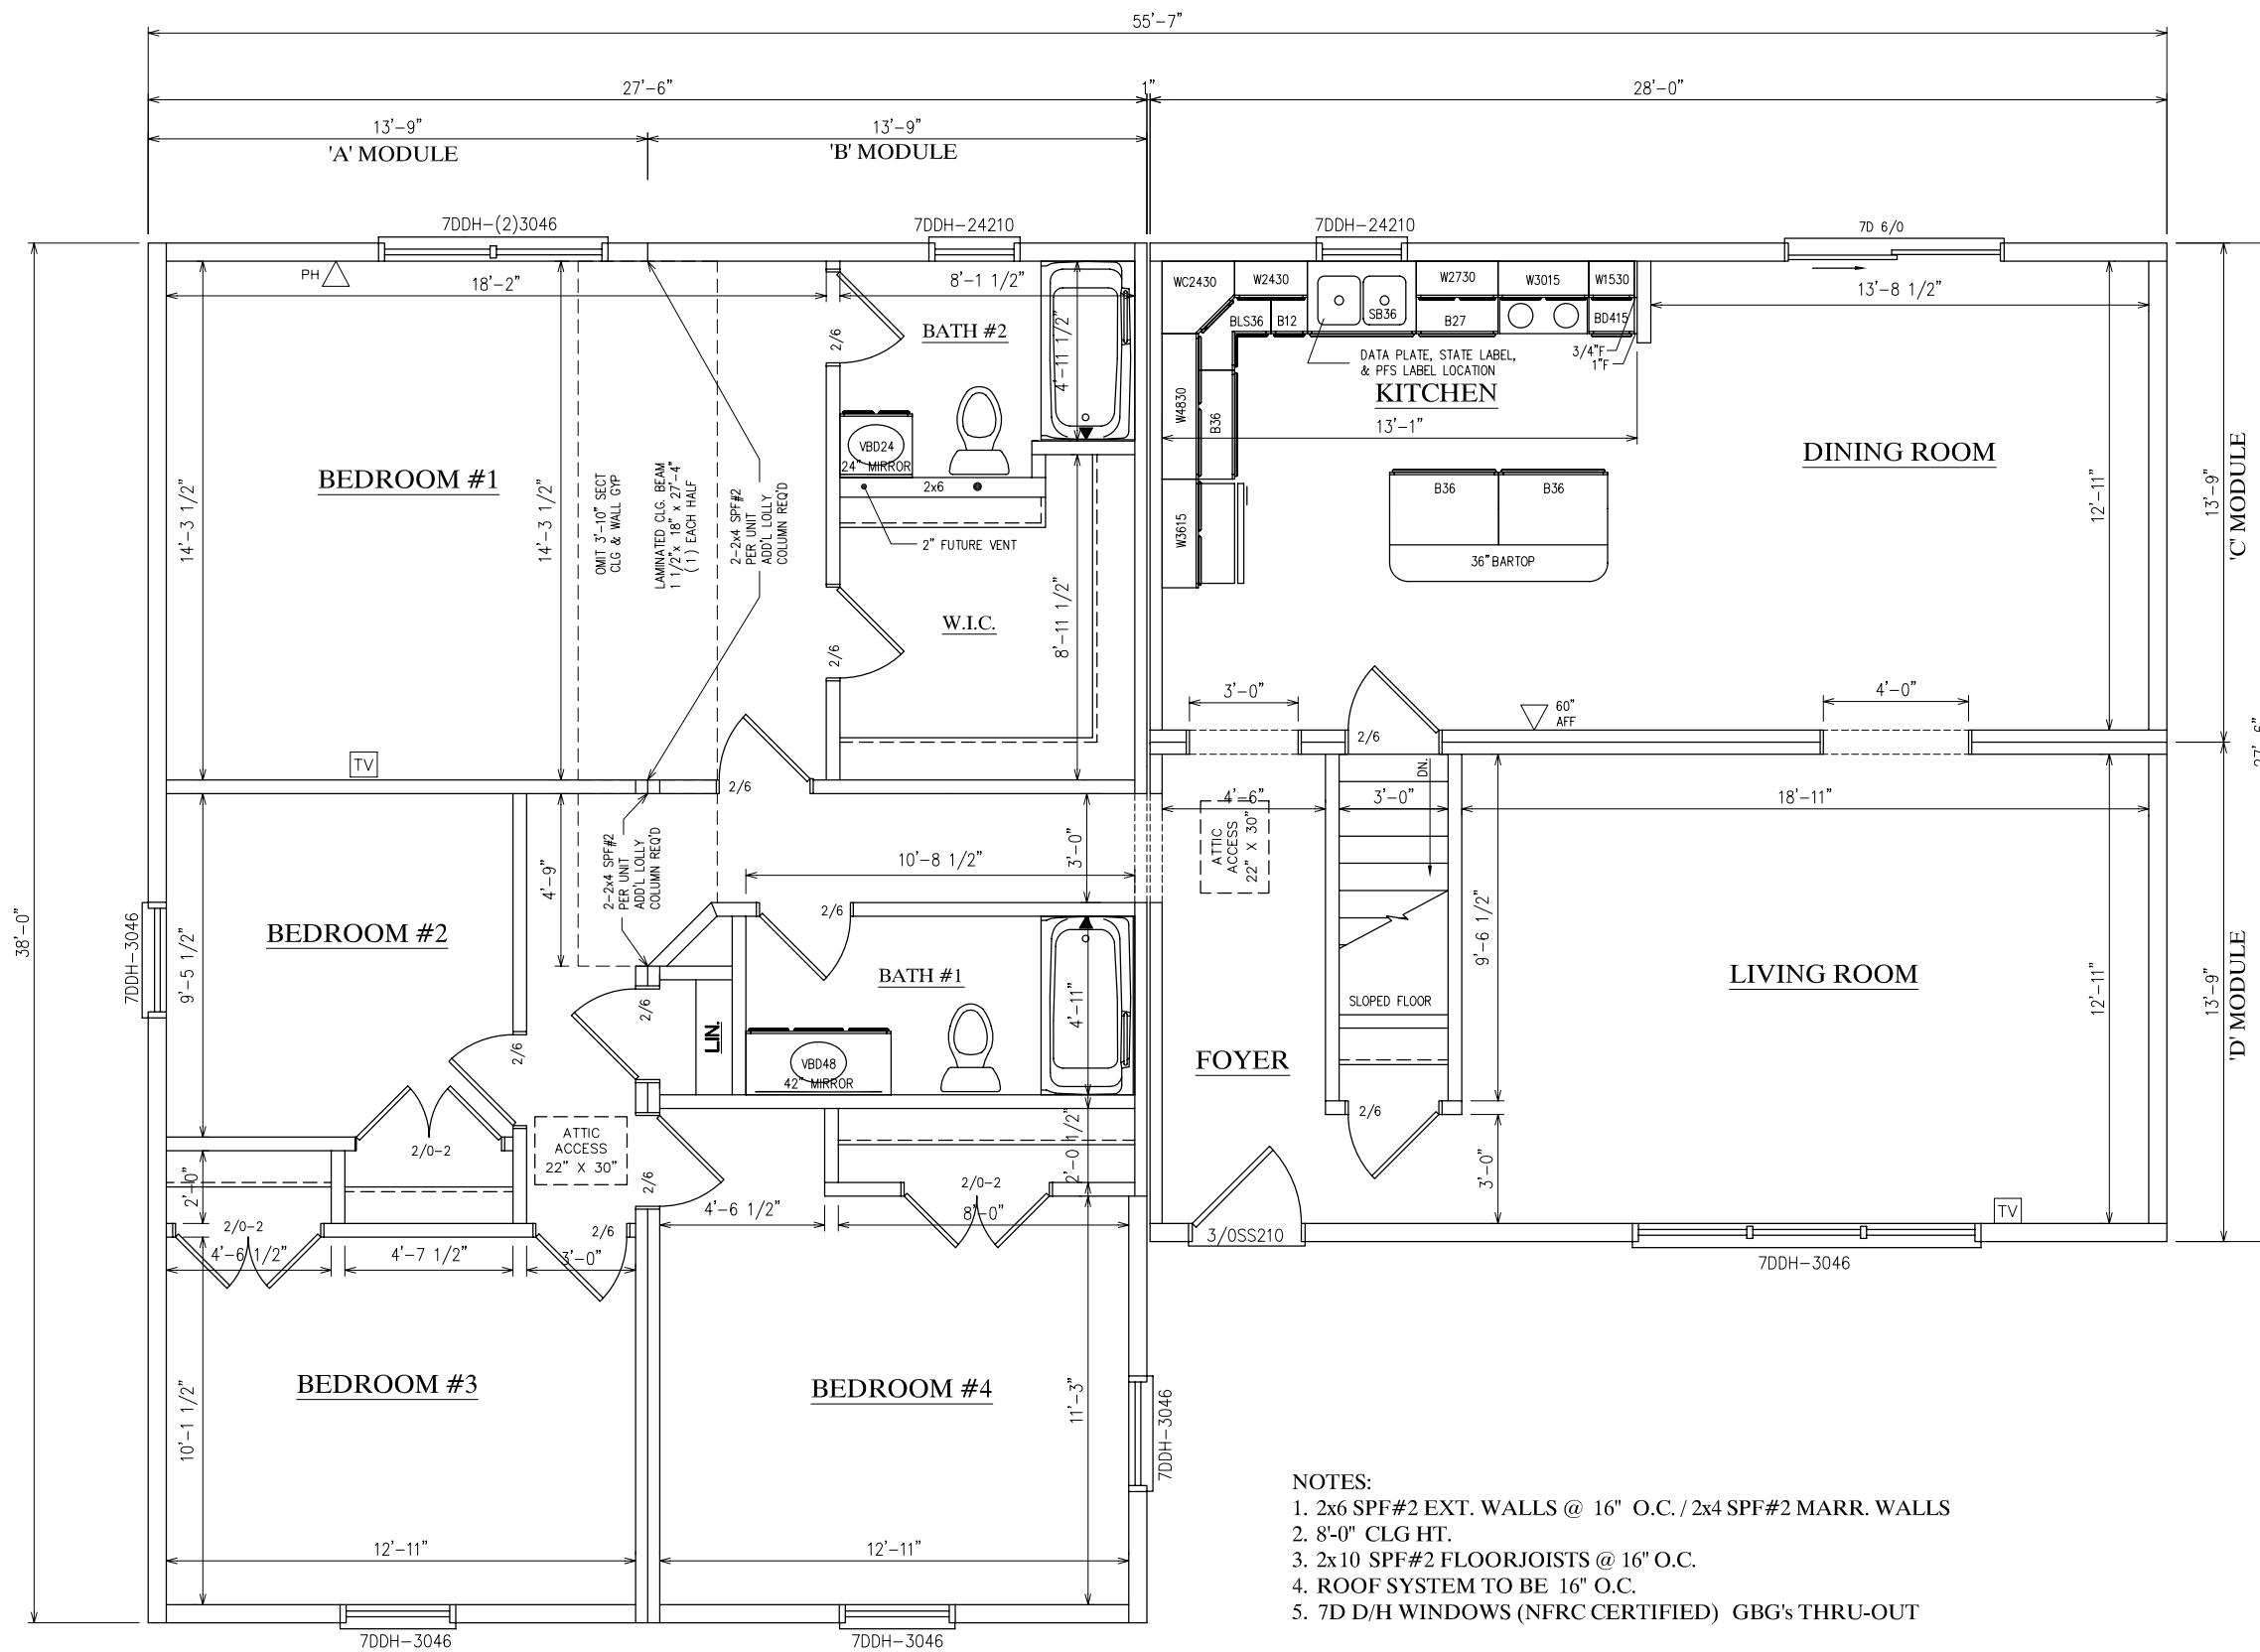 55'-7"
27'-6"
1"
28'-0"
13'-9"
13'-9"
'A' MODULE
'B' MODULE
7DDH-(2)3046
7DDH-24210
7DDH-24210
7D 6/0
PH
18'-2"
8'-1 1/2"
WC2430
W2430
W2730
W3015
W1530
13'-8 1/2"
BLS36
B12
SB36
B27
BD415
2/6
BATH #2
4'-11 1/2"
DATA PLATE, STATE LABEL,
& PFS LABEL LOCATION
3/4"F
1"F
KITCHEN
W4830
B36
13'-1"
VBD24
24" MIRROR
2x6
BEDROOM #1
14'-3 1/2"
14'-3 1/2"
OMIT 3'-10" SECT
CLG & WALL GYP
LAMINATED CLG. BEAM
1 1/2"x 18" x 27'-4"
(1) EACH HALF
2-2x4 SPF#2
PER UNIT
ADD'L LOLLY
COLUMN REQ'D
2" FUTURE VENT
W.I.C.
8'-11 1/2"
2/6
W3615
B36
B36
36" BARTOP
DINING ROOM
12'-11"
13'-9"
'C' MODULE
3'-0"
2/6
60"
AFF
4'-0"
27'-6"
TV
2/6
4'-6"
3'-0"
DN.
18'-11"
ATTIC
ACCESS
22" X 30"
38'-0"
7DDH-3046
BEDROOM #2
9'-5 1/2"
4'-9"
2-2x4 SPF#2
PER UNIT
ADD'L LOLLY
COLUMN REQ'D
10'-8 1/2"
3'-0"
2/6
BATH #1
4'-11"
2/6
2/6
LIN.
VBD48
42" MIRROR
9'-6 1/2"
SLOPED FLOOR
FOYER
LIVING ROOM
12'-11"
13'-9"
'D' MODULE
2/6
3'-0"
TV
3/0SS210
7DDH-3046
2/0-2
ATTIC
ACCESS
22" X 30"
2'-0"
2/0-2
2/6
2/6
4'-6 1/2"
4'-7 1/2"
3'-0"
4'-6 1/2"
2/0-2
8'-0"
2'-0 1/2"
BEDROOM #3
10'-1 1/2"
12'-11"
7DDH-3046
BEDROOM #4
11'-3"
12'-11"
7DDH-3046
7DDH-3046
NOTES:
1. 2x6 SPF#2 EXT. WALLS @ 16" O.C. / 2x4 SPF#2 MARR. WALLS
2. 8'-0" CLG HT.
3. 2x10 SPF#2 FLOORJOISTS @ 16" O.C.
4. ROOF SYSTEM TO BE 16" O.C.
5. 7D D/H WINDOWS (NFRC CERTIFIED) GBG's THRU-OUT